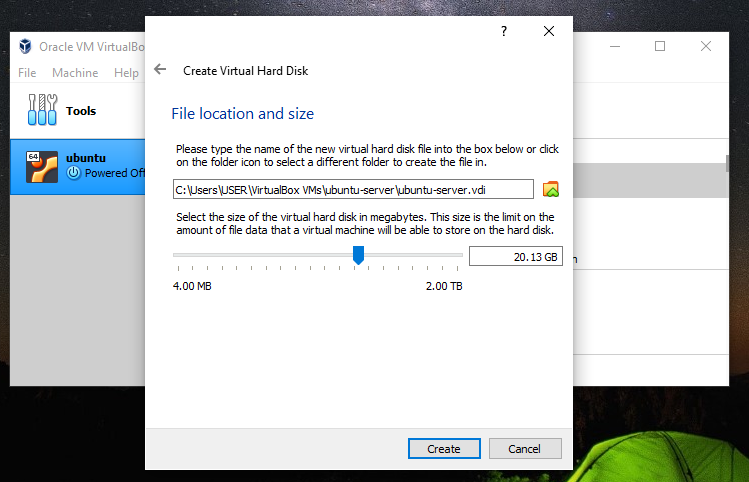 ?
Oracle VM VirtualBo
Create Virtual Hard Disk
File Machine Help
Tools
File location and size
Please type the name of the new virtual hard disk file into the box below or click
on the folder icon to select a different folder to create the file in.
64
ubuntu
Powered Off
C:\Users\USER\VirtualBox VMs\ubuntu-server\ubuntu-server.vdi
Select the size of the virtual hard disk in megabytes. This size is the limit on the
amount of file data that a virtual machine will be able to store on the hard disk.
20.13 GB
4.00 MB
2.00 TB
Create
Cancel